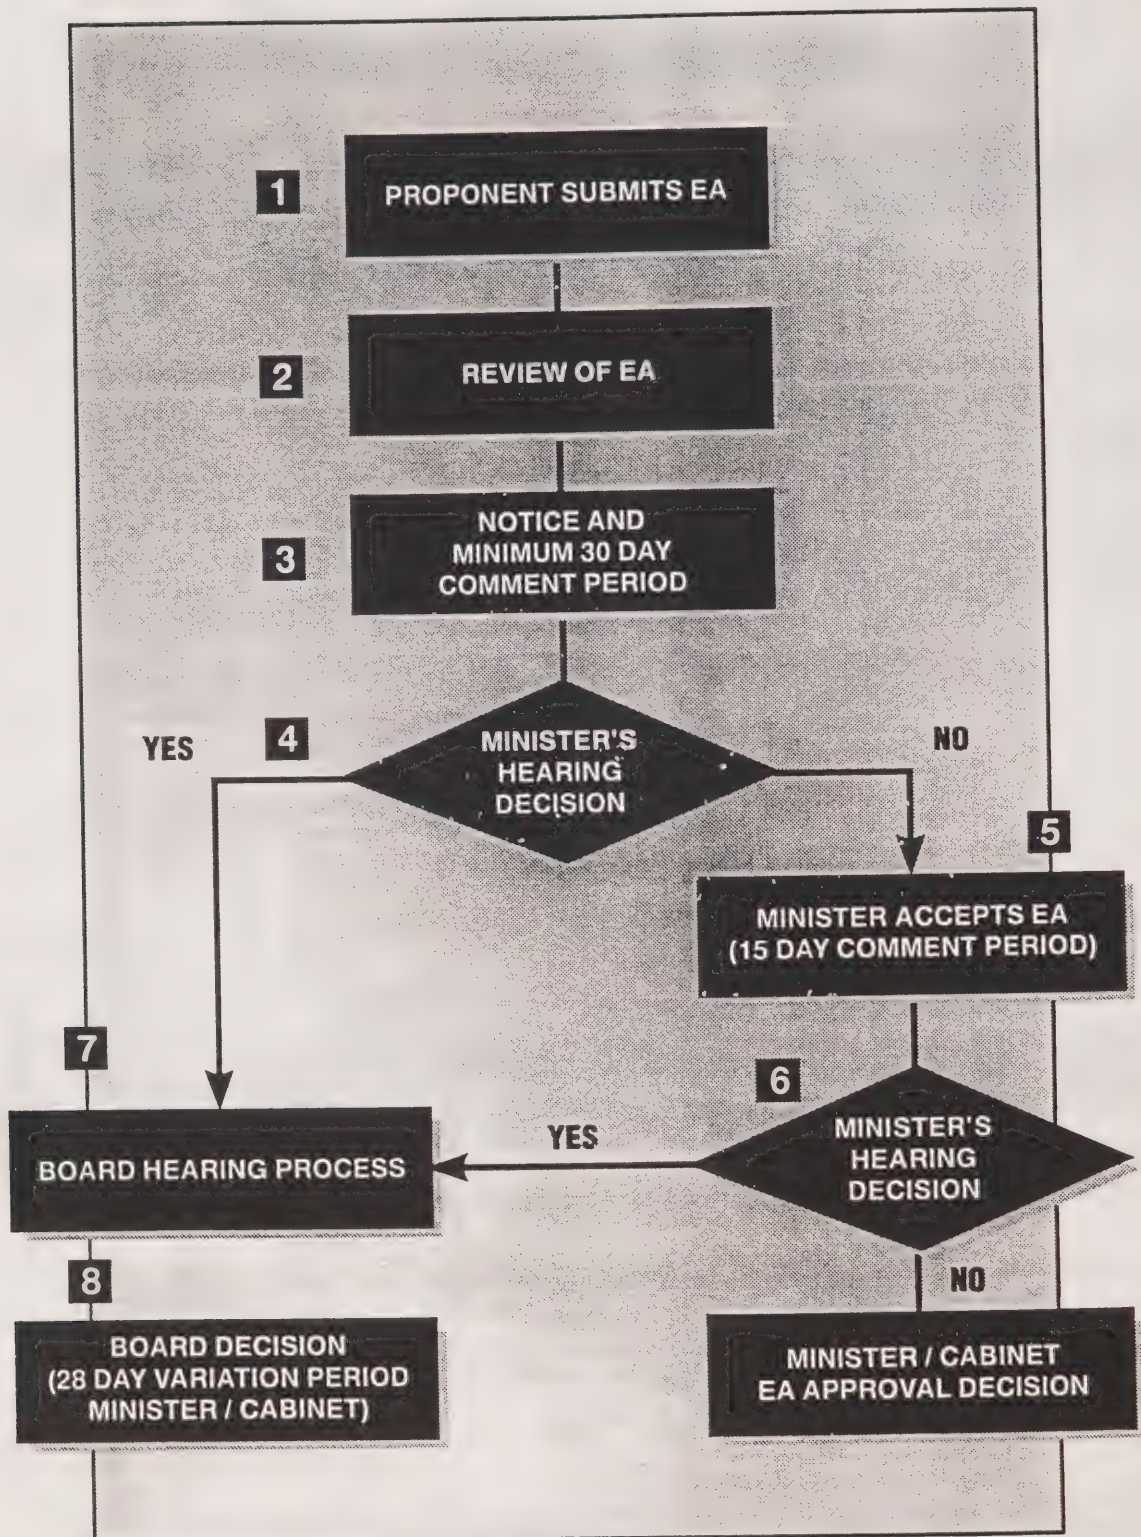 1
PROPONENT SUBMITS EA
2
REVIEW OF EA
3
NOTICE AND
MINIMUM 30 DAY
COMMENT PERIOD
YES
4
MINISTER'S
HEARING
DECISION
NO
5
MINISTER ACCEPTS EA
(15 DAY COMMENT PERIOD)
7
6
BOARD HEARING PROCESS
YES
MINISTER'S
HEARING
DECISION
8
NO
BOARD DECISION
(28 DAY VARIATION PERIOD
MINISTER / CABINET)
MINISTER / CABINET
EA APPROVAL DECISION